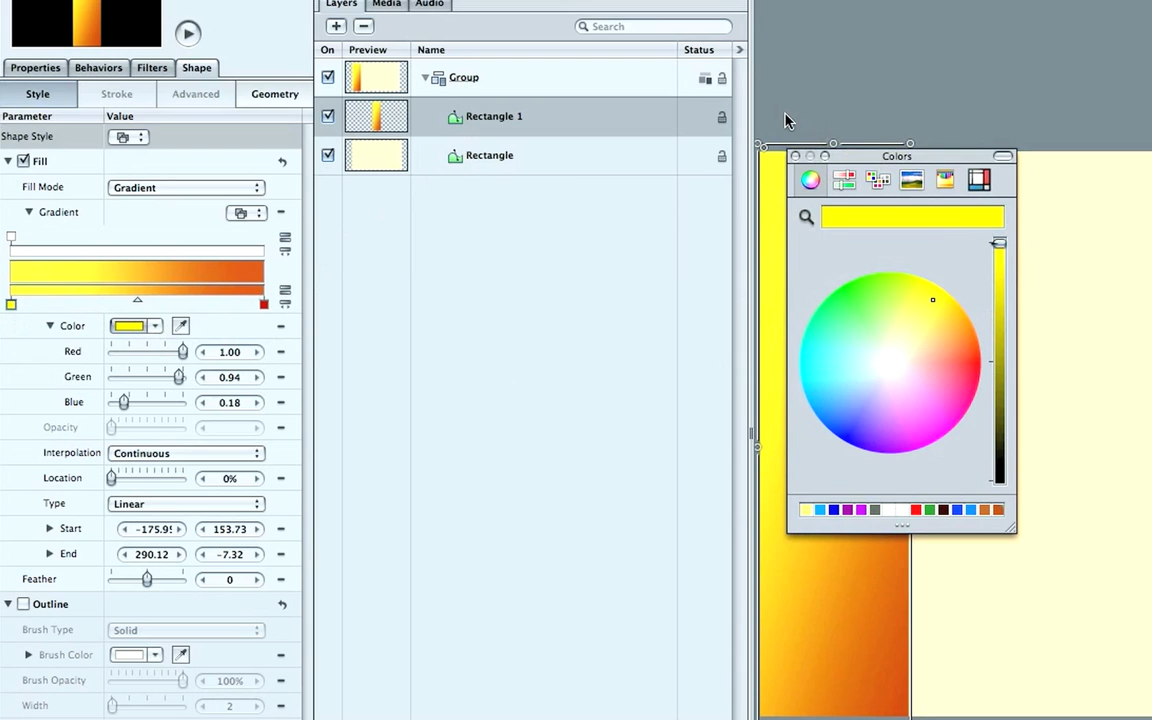 Layers Media Audio
Search
On Preview Name Status
Properties Behaviors Filters Shape
Group
Style Stroke Advanced Geometry
Parameter Value
Rectangle 1
Shape Style
Rectangle
Fill
Fill Mode Gradient
Gradient
Colors
Color
Red 1.00
Green 0.94
Blue 0.18
Opacity
Interpolation Continuous
Location 0%
Type Linear
Start -175.95 153.73
End 290.12 -7.32
Feather 0
Outline
Brush Type Solid
Brush Color
Brush Opacity 100%
Width 2